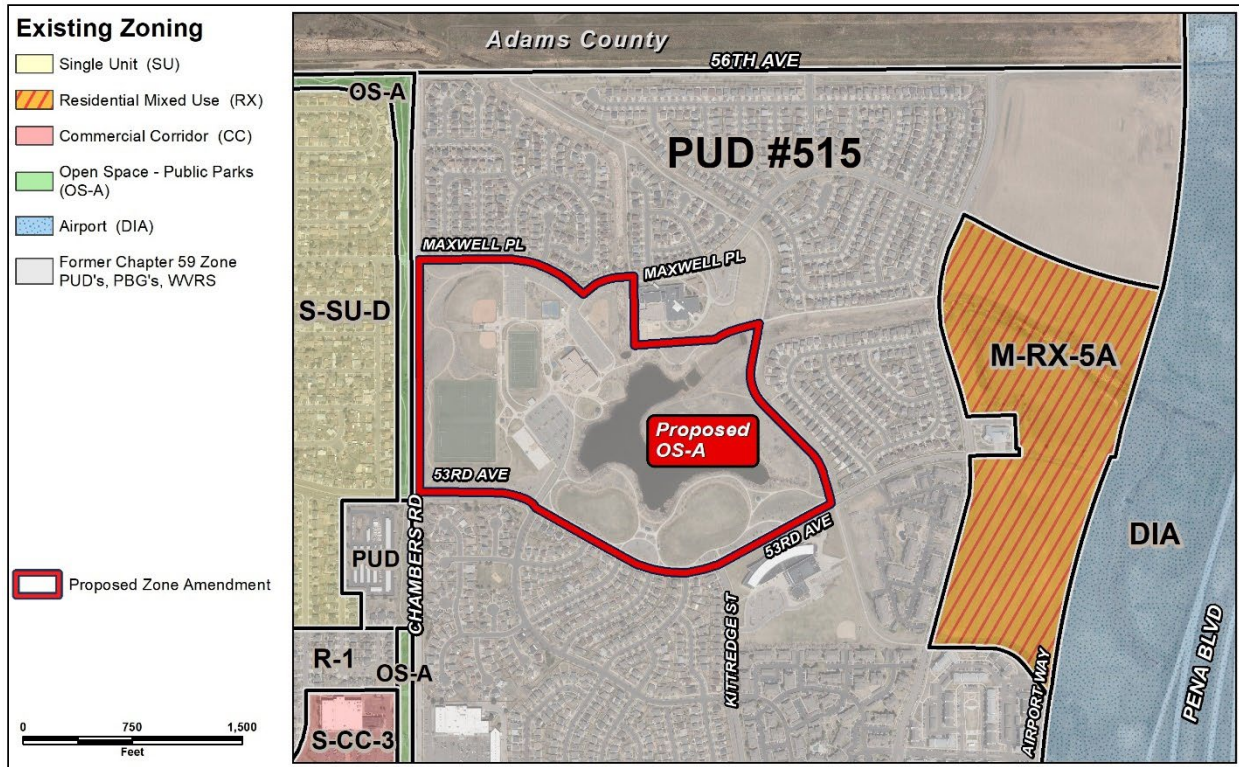 Existing Zoning
Single Unit (SU)
Residential Mixed Use (RX)
Commercial Corridor (CC)
Open Space - Public Parks
(OS-A)
Airport (DIA)
Former Chapter 59 Zone
PUD's, PBG's, WVRS
Proposed Zone Amendment
0 750 1,500
Feet
Adams County
56TH AVE
OS-A
PUD #515
MAXWELL PL
MAXWELL PL
S-SU-D
M-RX-5A
Proposed
OS-A
53RD AVE
53RD AVE
CHAMBERS RD
PUD
DIA
KITTREDGE ST
R-1
OS-A
AIRPORT WAY
PENA BLVD
S-CC-3